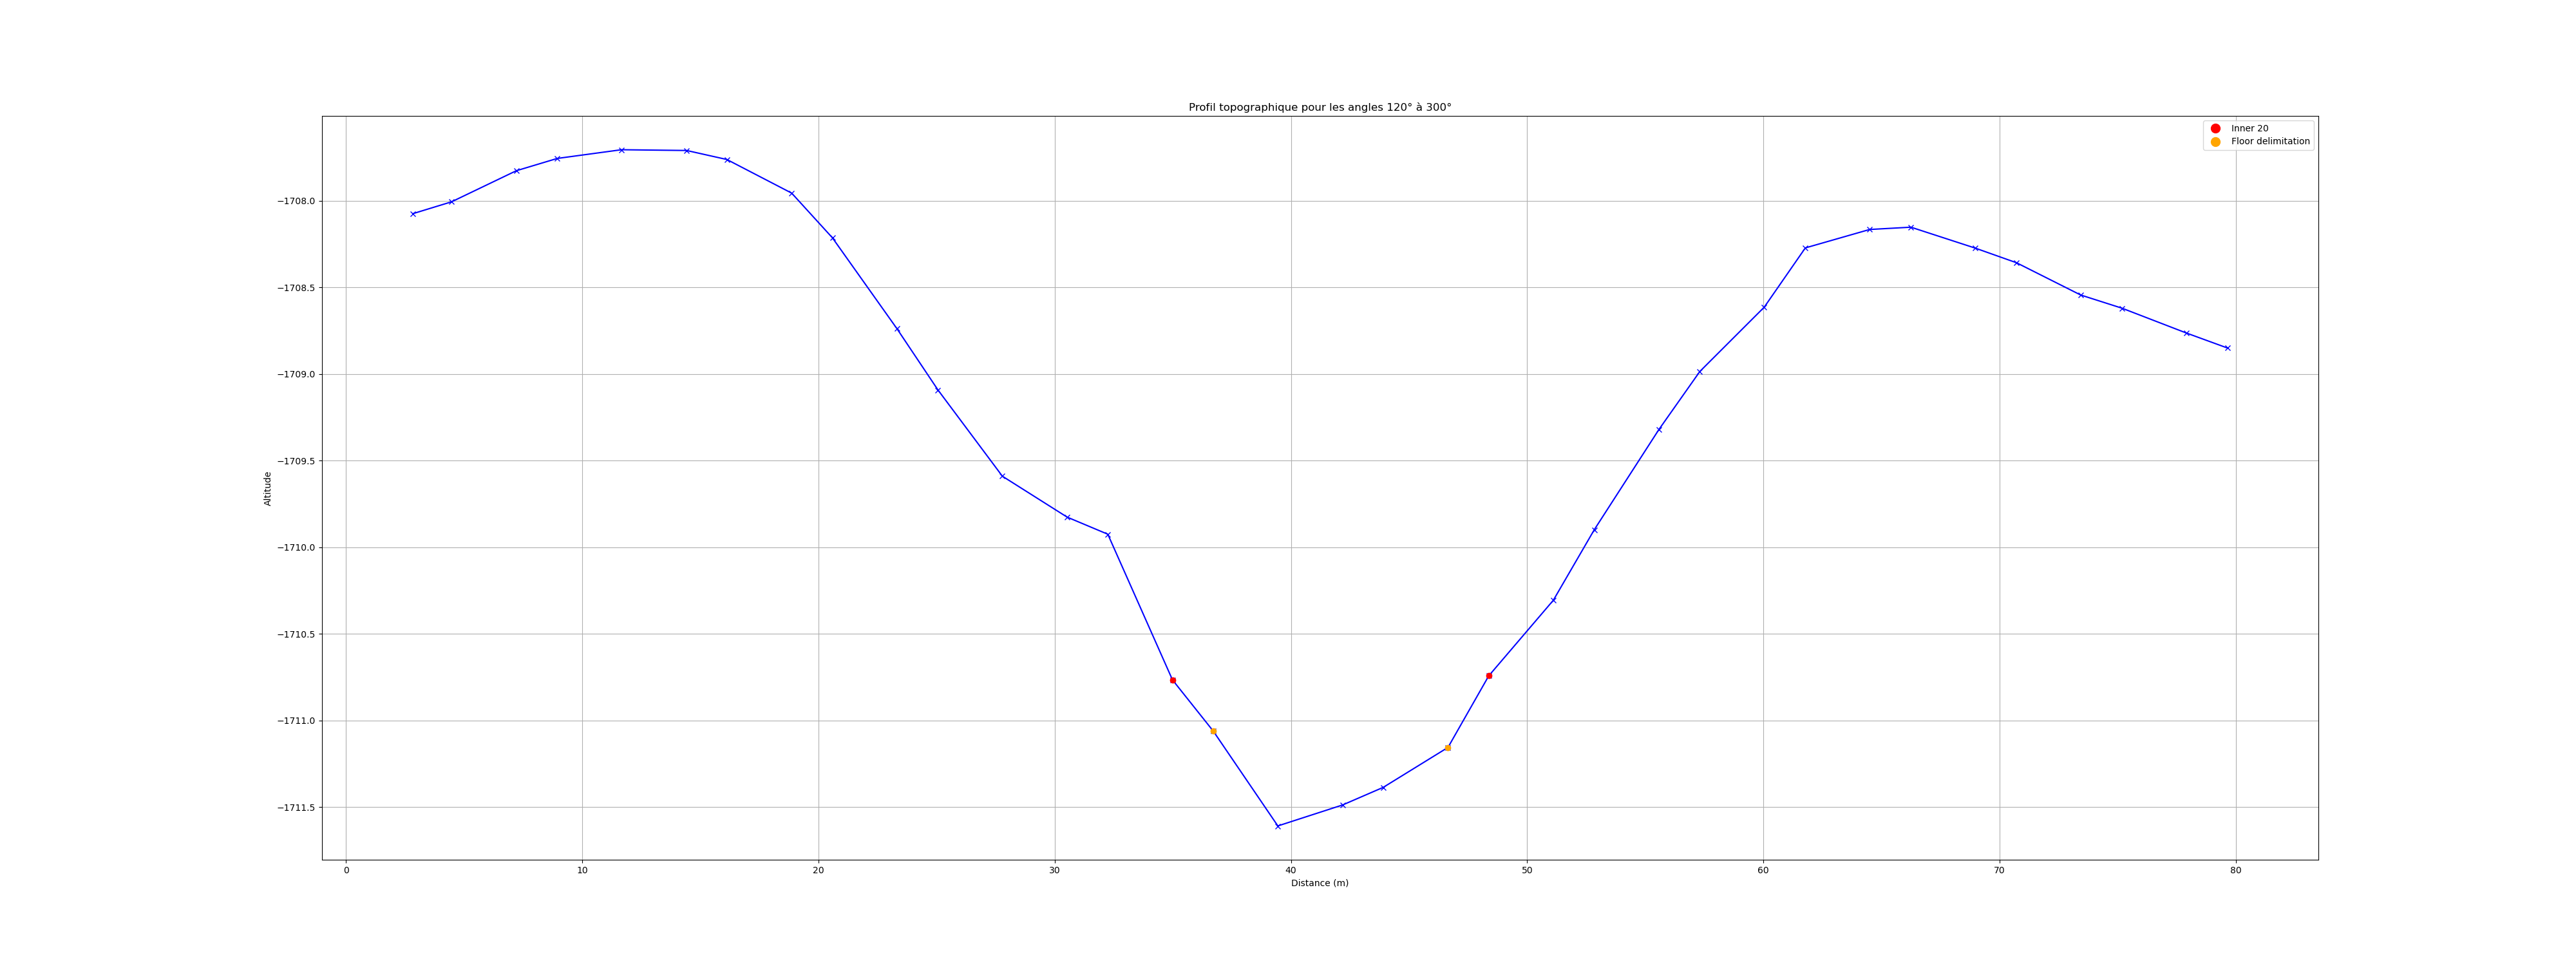 Profil topographique pour les angles 120° à 300°
Inner 20
Floor delimitation
−1708.0
−1708.5
−1709.0
−1709.5
−1710.0
−1710.5
−1711.0
−1711.5
Altitude
0 10 20 30 40 50 60 70 80
Distance (m)